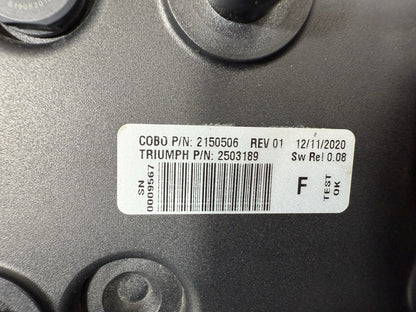 COBO P/N: 2150506 REV 01 12/11/2020
TRIUMPH P/N: 2503189 Sw Rel 0.08
SN 0009567
F TEST OK